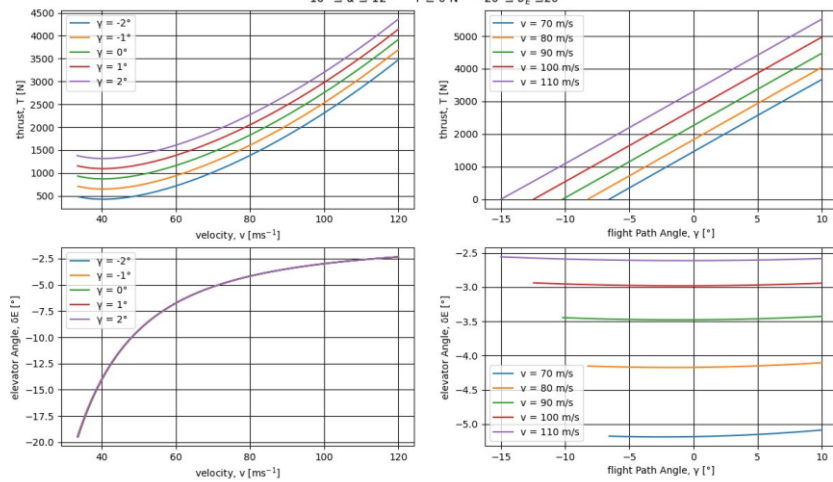 thrust, T [N]
4500
4000
3500
3000
2500
2000
1500
1000
500
γ = -2°
γ = -1°
γ = 0°
γ = 1°
γ = 2°
40 60 80 100 120
velocity, v [ms⁻¹]
thrust, T [N]
5000
4000
3000
2000
1000
0
v = 70 m/s
v = 80 m/s
v = 90 m/s
v = 100 m/s
v = 110 m/s
−15 −10 −5 0 5 10
flight Path Angle, γ [°]
elevator Angle, δE [°]
−2.5
−5.0
−7.5
−10.0
−12.5
−15.0
−17.5
−20.0
γ = -2°
γ = -1°
γ = 0°
γ = 1°
γ = 2°
40 60 80 100 120
velocity, v [ms⁻¹]
elevator Angle, δE [°]
−2.5
−3.0
−3.5
−4.0
−4.5
−5.0
v = 70 m/s
v = 80 m/s
v = 90 m/s
v = 100 m/s
v = 110 m/s
−15 −10 −5 0 5 10
flight Path Angle, γ [°]